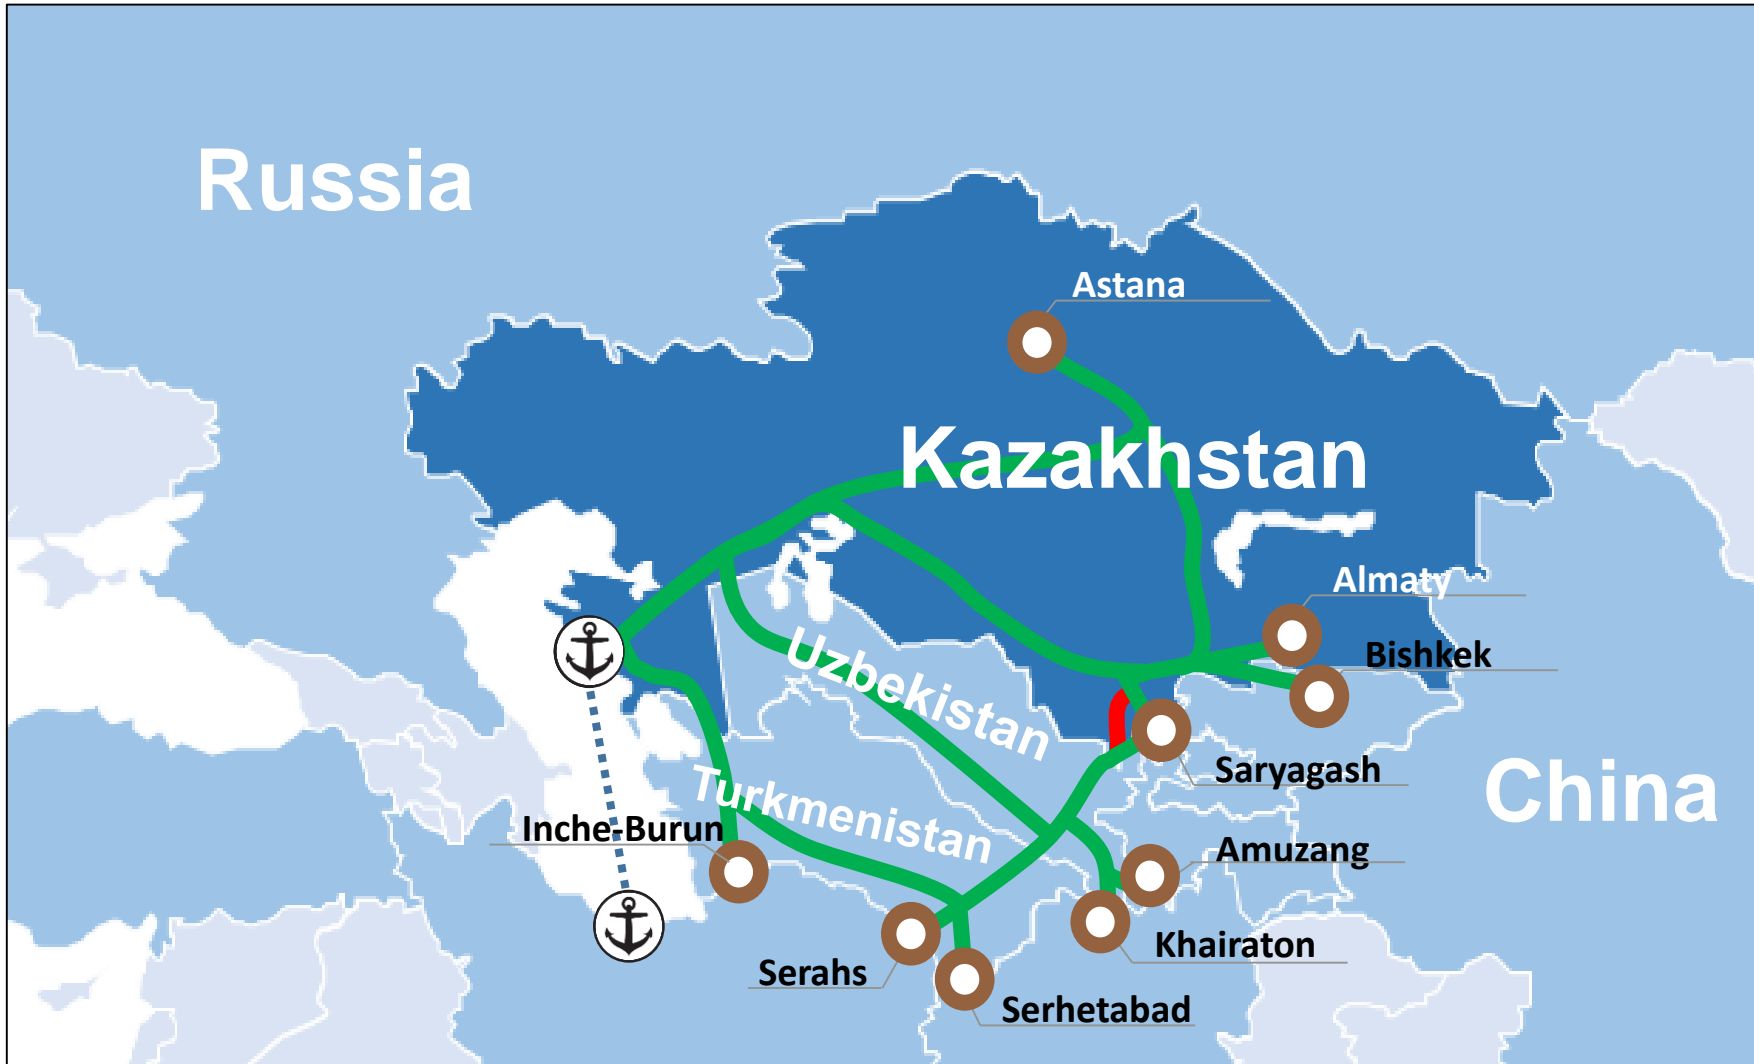 Russia
Astana
Kazakhstan
Almaty
Bishkek
Uzbekistan
Saryagash
China
Turkmenistan
Inche-Burun
Amuzang
Khairaton
Serahs
Serhetabad